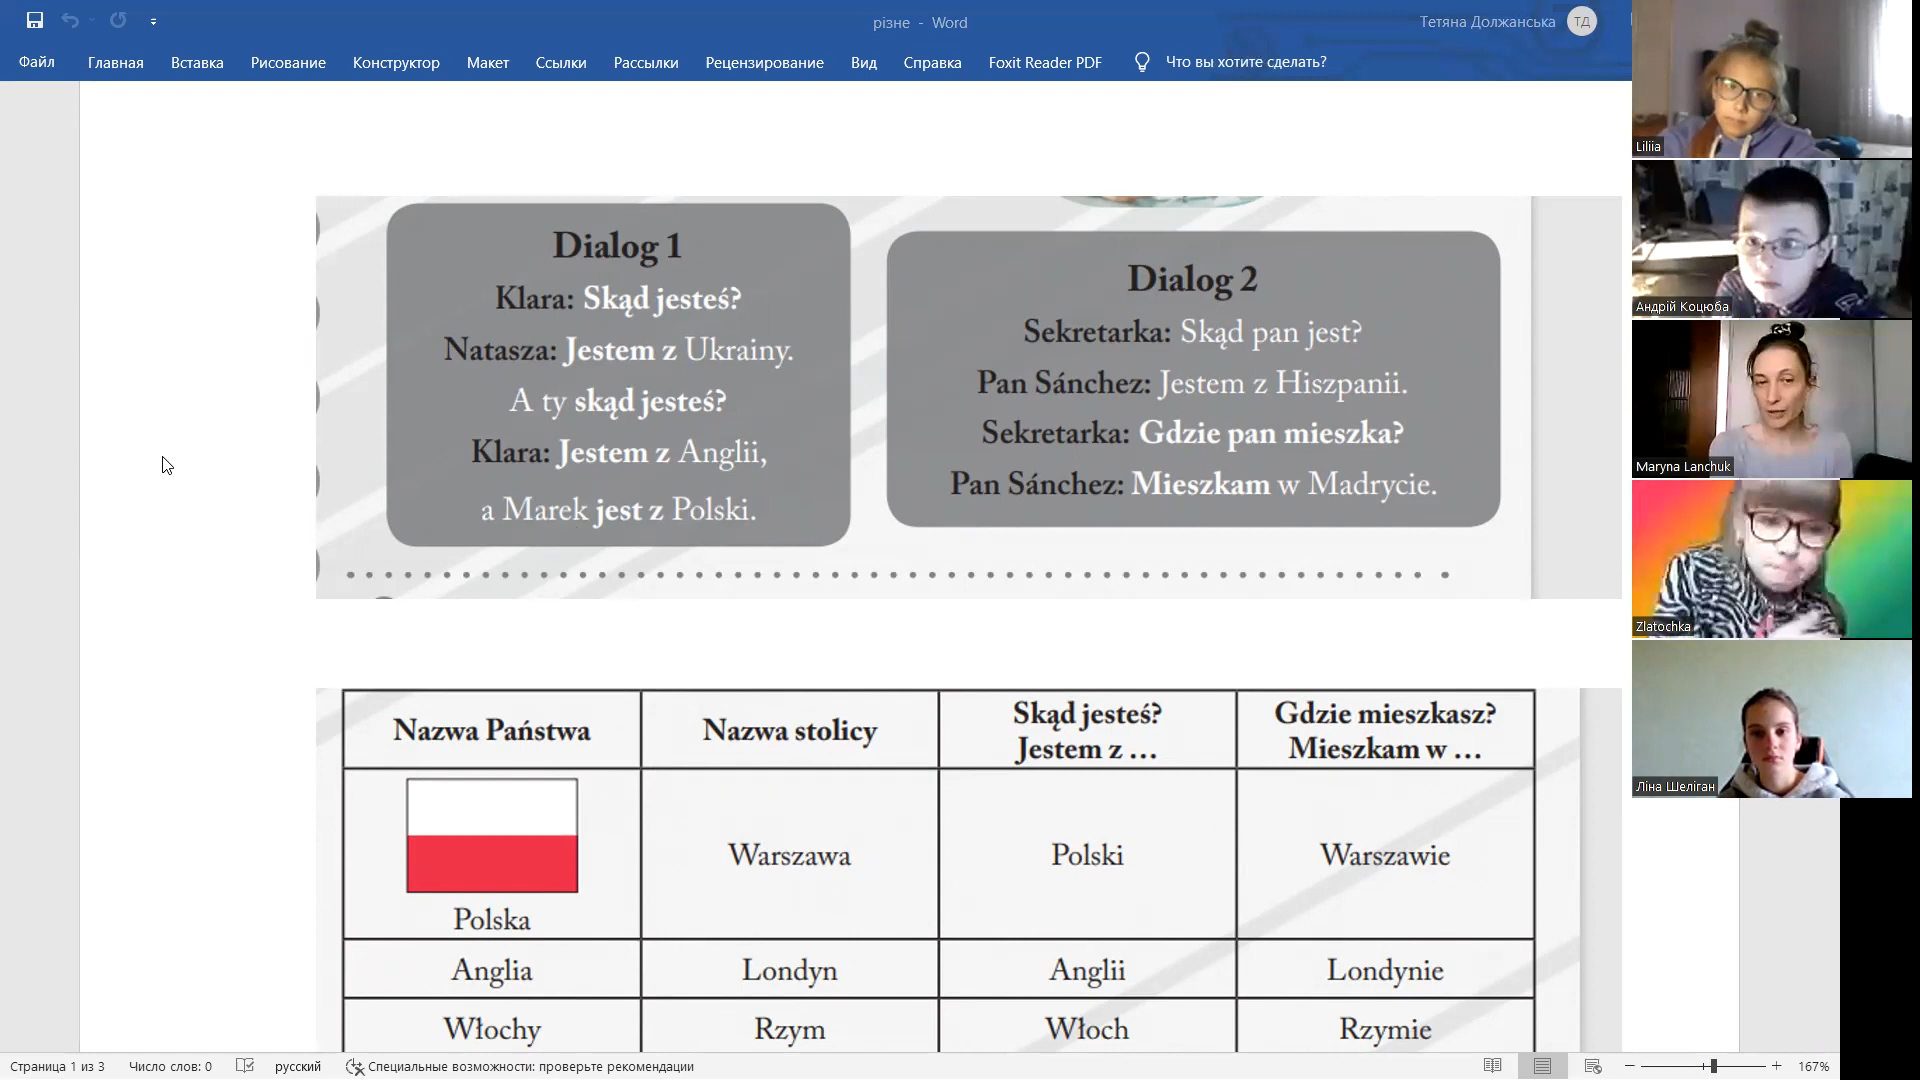 різне - Word
Тетяна Должанська
ТД
Файл
Главная
Вставка
Рисование
Конструктор
Макет
Ссылки
Рассылки
Рецензирование
Вид
Справка
Foxit Reader PDF
Что вы хотите сделать?
Dialog 1
Klara: Skąd jesteś?
Natasza: Jestem z Ukrainy.
A ty skąd jesteś?
Klara: Jestem z Anglii,
a Marek jest z Polski.
Dialog 2
Sekretarka: Skąd pan jest?
Pan Sánchez: Jestem z Hiszpanii.
Sekretarka: Gdzie pan mieszka?
Pan Sánchez: Mieszkam w Madrycie.
Nazwa Państwa
Nazwa stolicy
Skąd jesteś?
Jestem z ...
Gdzie mieszkasz?
Mieszkam w ...
Polska
Warszawa
Polski
Warszawie
Anglia
Londyn
Anglii
Londynie
Włochy
Rzym
Włoch
Rzymie
Liliia
Андрій Коцюба
Maryna Lanchuk
Zlatochka
Ліна Шеліган
Страница 1 из 3
Число слов: 0
русский
Специальные возможности: проверьте рекомендации
167%